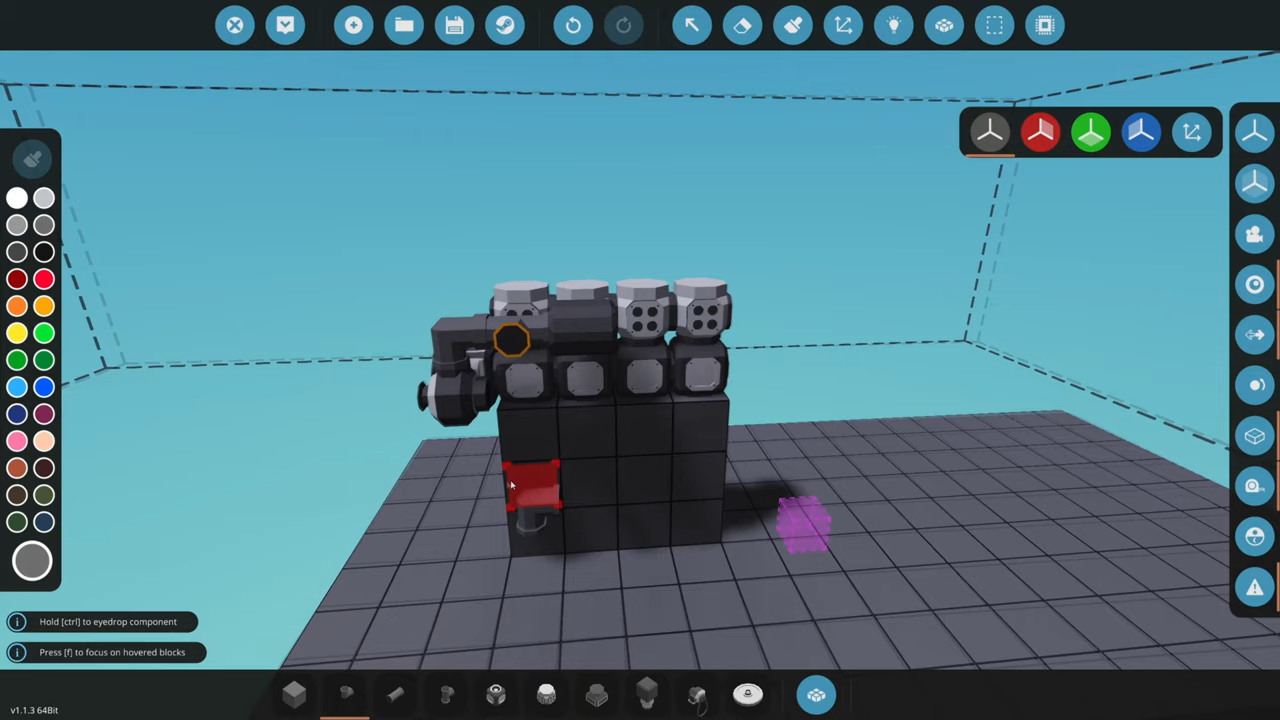 Hold [ctrl] to eyedrop component
Press [f] to focus on hovered blocks
v1.1.3 64Bit